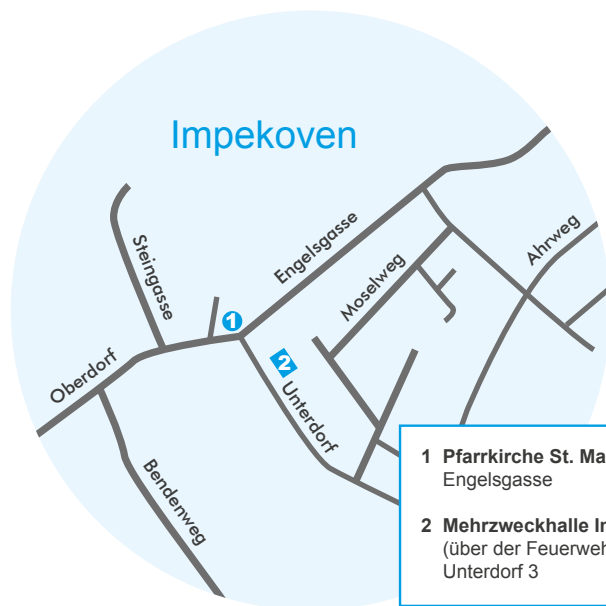 Impekoven
Steingasse
Engelsgasse
Moselweg
Ahrweg
1
2
Oberdorf
Unterdorf
Bendenweg
1 Pfarrkirche St.
Engelsgasse
2 Mehrzweckhalle
(über der
Unterdorf 3